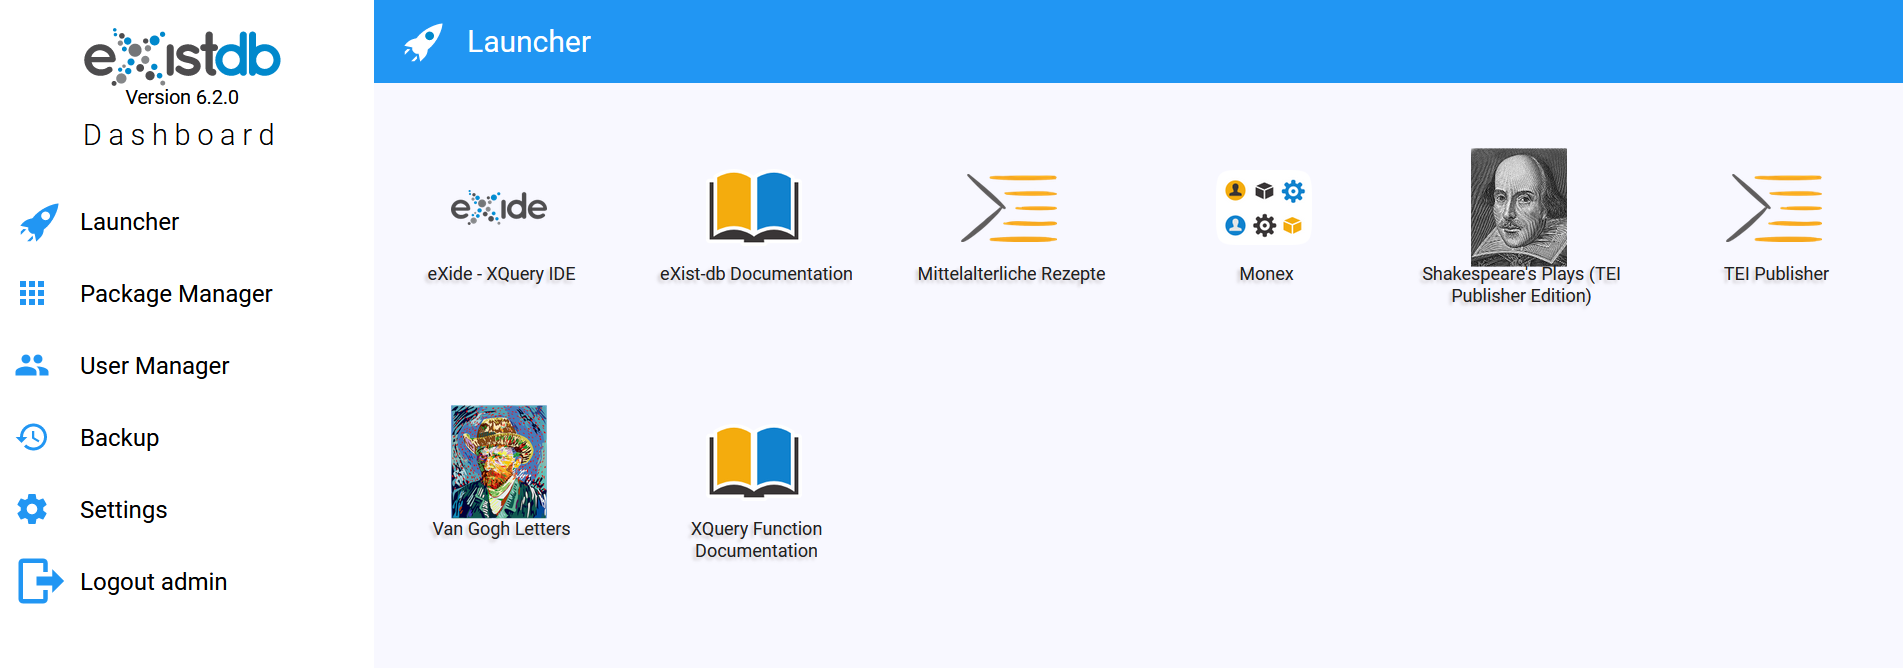 eXistdb
Version 6.2.0
Dashboard
Launcher
Package Manager
User Manager
Backup
Settings
Logout admin
Launcher
eXide
eXide - XQuery IDE
eXist-db Documentation
Mittelalterliche Rezepte
Monex
Shakespeare's Plays (TEI
Publisher Edition)
TEI Publisher
Van Gogh Letters
XQuery Function
Documentation